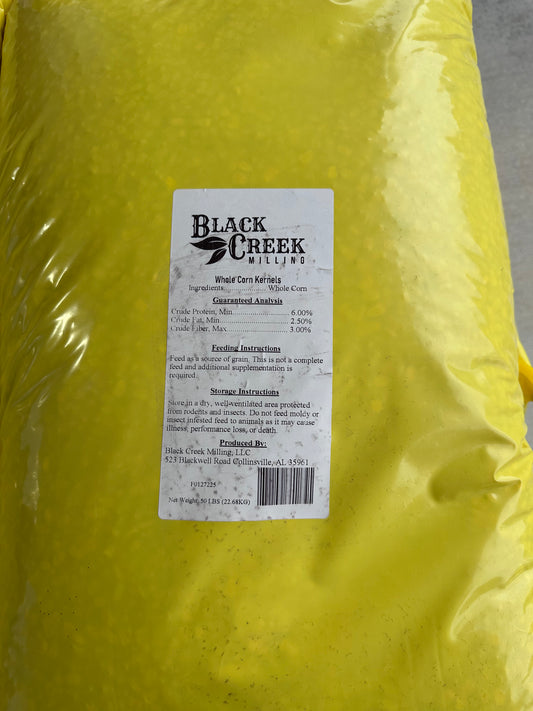 BLACK
CREEK
MILLING
Whole Corn Kernels
Ingredients.................. Whole Corn
Guaranteed Analysis
Crude Protein, Min........................ 6.00%
Crude Fat, Min............................. 2.50%
Crude Fiber, Max.......................... 3.00%
Feeding Instructions
Feed as a source of grain. This is not a complete
feed and additional supplementation is
required.
Storage Instructions
Store in a dry, well-ventilated area protected
from rodents and insects. Do not feed moldy or
insect infested feed to animals as it may cause
illness, performance loss, or death.
Produced By:
Black Creek Milling, LLC
523 Blackwell Road Collinsville, AL 35961
F0127225
Net Weight: 50 LBS (22.68KG)